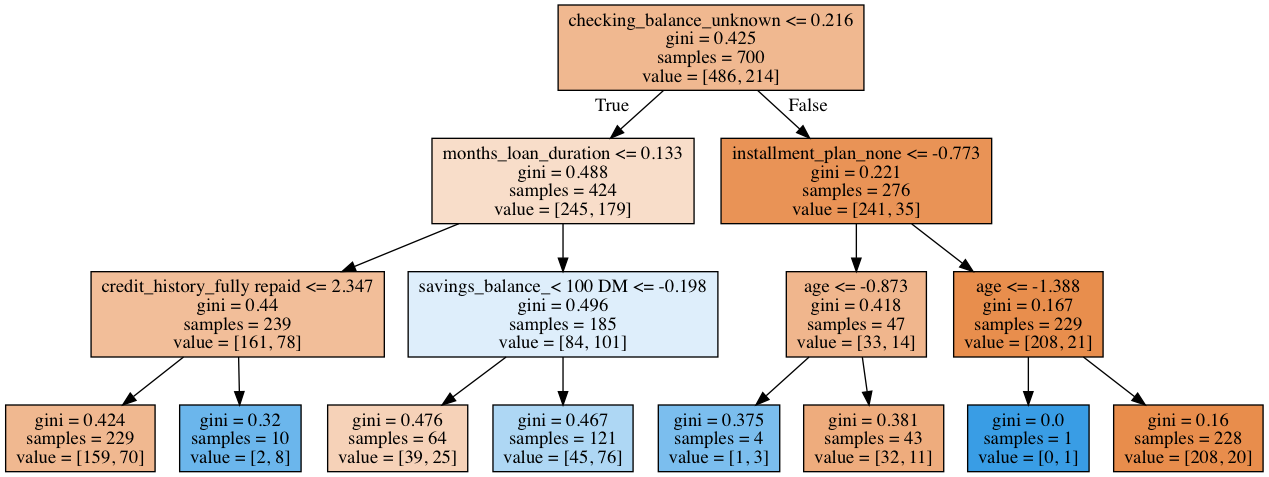 checking_balance_unknown <= 0.216
gini = 0.425
samples = 700
value = [486, 214]
True
False
months_loan_duration <= 0.133
gini = 0.488
samples = 424
value = [245, 179]
installment_plan_none <= -0.773
gini = 0.221
samples = 276
value = [241, 35]
credit_history_fully repaid <= 2.347
gini = 0.44
samples = 239
value = [161, 78]
savings_balance_< 100 DM <= -0.198
gini = 0.496
samples = 185
value = [84, 101]
age <= -0.873
gini = 0.418
samples = 47
value = [33, 14]
age <= -1.388
gini = 0.167
samples = 229
value = [208, 21]
gini = 0.424
samples = 229
value = [159, 70]
gini = 0.32
samples = 10
value = [2, 8]
gini = 0.476
samples = 64
value = [39, 25]
gini = 0.467
samples = 121
value = [45, 76]
gini = 0.375
samples = 4
value = [1, 3]
gini = 0.381
samples = 43
value = [32, 11]
gini = 0.0
samples = 1
value = [0, 1]
gini = 0.16
samples = 228
value = [208, 20]